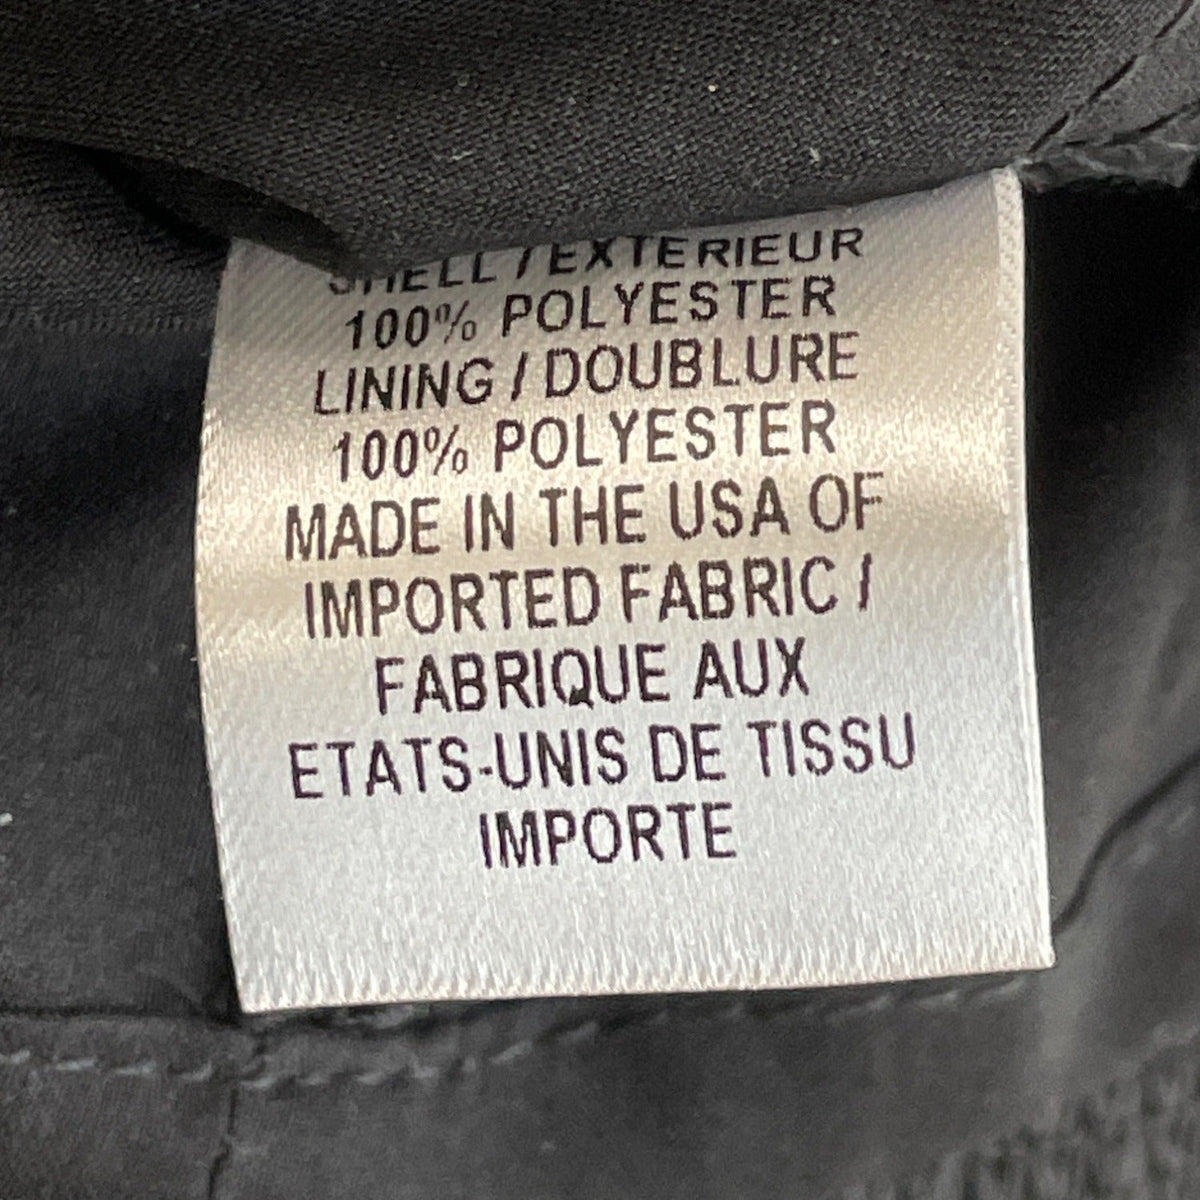 SHELL / EXTERIEUR
100% POLYESTER
LINING / DOUBLURE
100% POLYESTER
MADE IN THE USA OF
IMPORTED FABRIC /
FABRIQUE AUX
ETATS-UNIS DE TISSU
IMPORTE